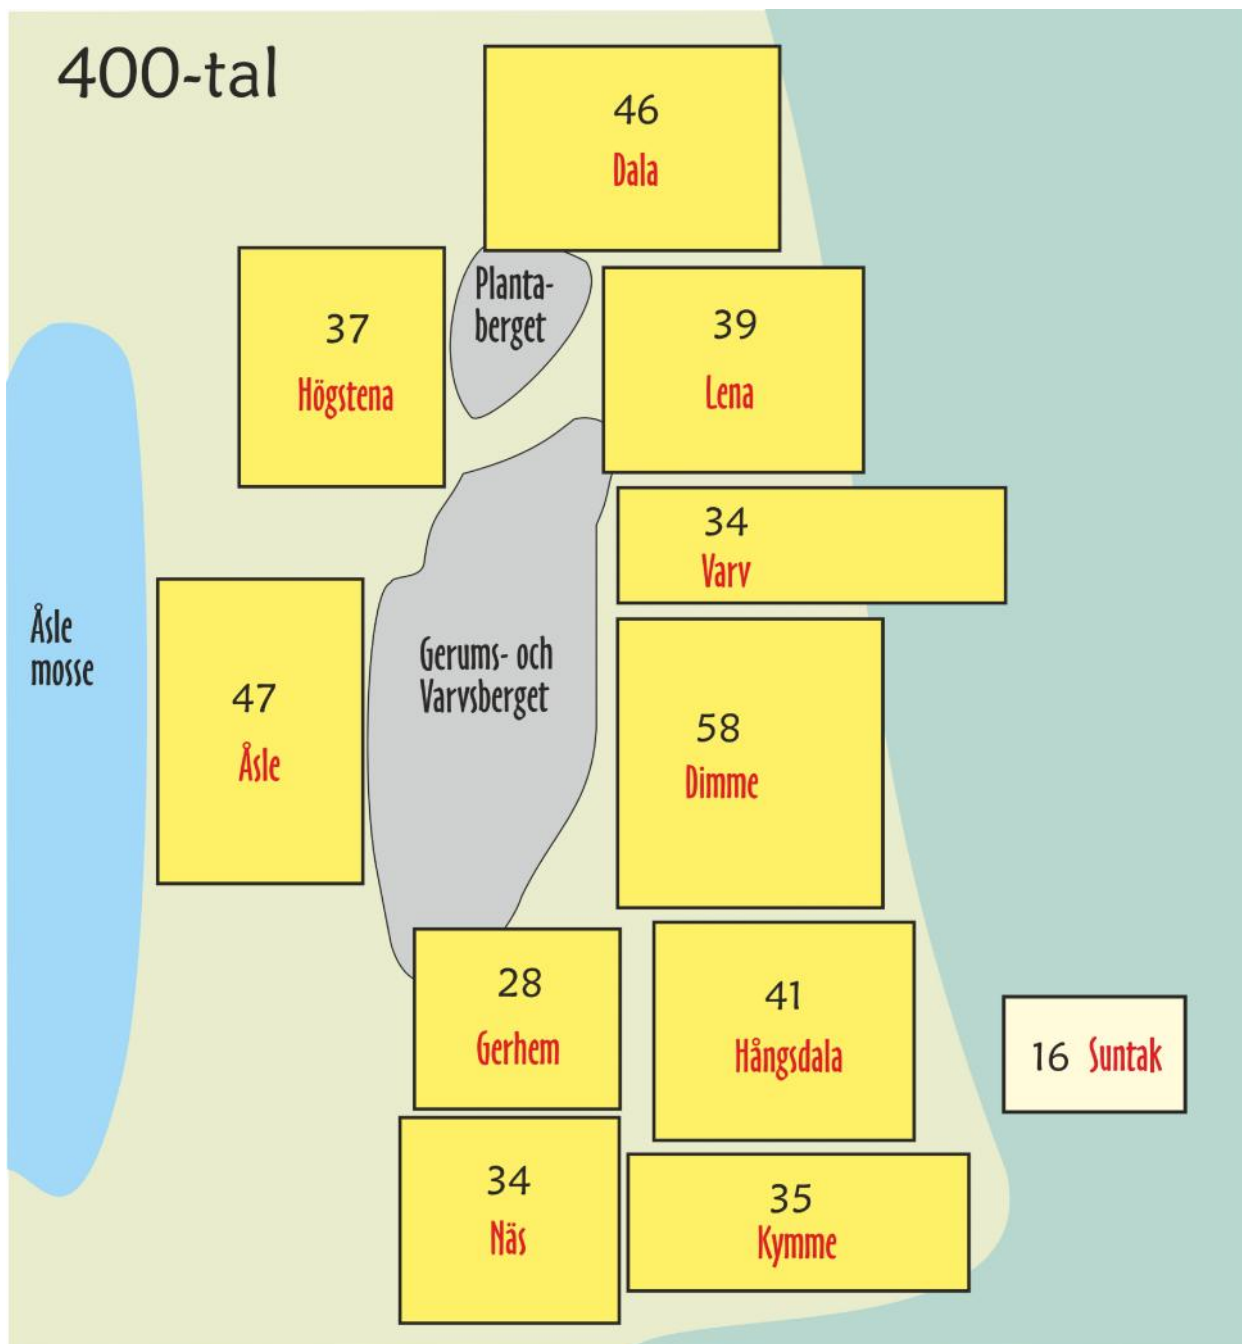 400-tal
46
Dala
Planta-
berget
37
Högstena
39
Lena
34
Varv
Åsle
mosse
Gerums- och
Varvsberget
47
Åsle
58
Dimme
28
Gerhem
41
Hångsdala
16 Suntak
34
Näs
35
Kymme